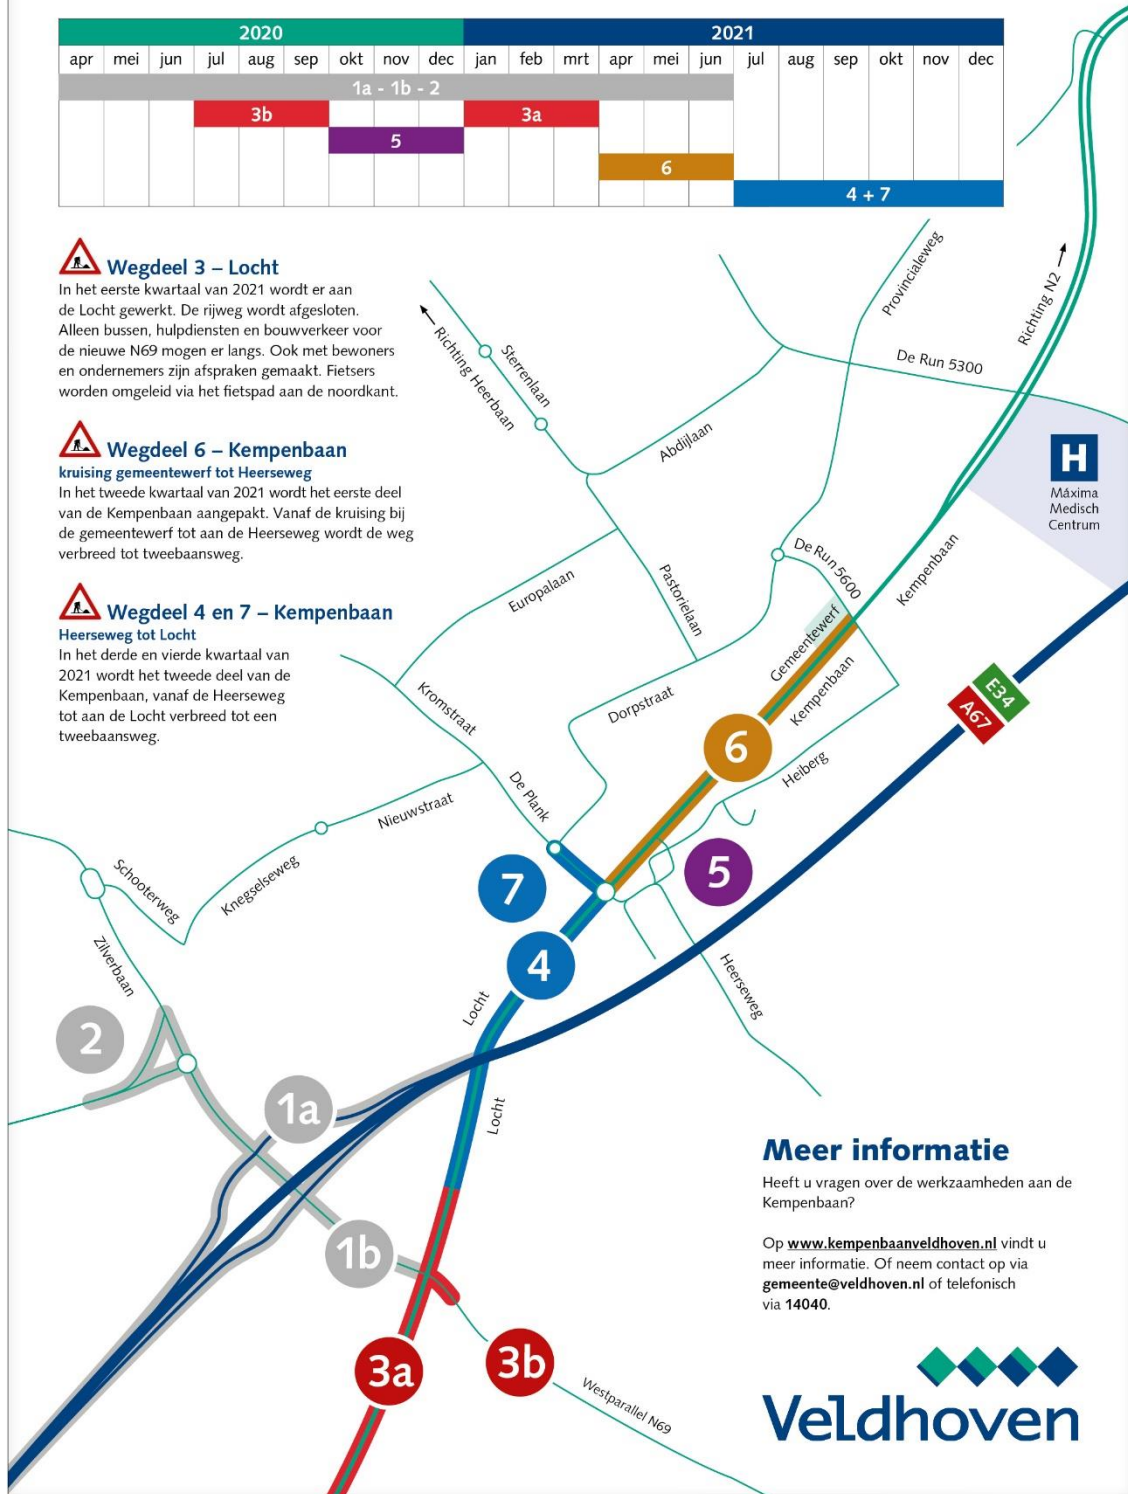 2020
2021
apr mei jun jul aug sep okt nov dec jan feb mrt apr mei jun jul aug sep okt nov dec
1a - 1b - 2
3b
3a
5
6
4 + 7
Wegdeel 3 – Locht
In het eerste kwartaal van 2021 wordt er aan
de Locht gewerkt. De rijweg wordt afgesloten.
Alleen bussen, hulpdiensten en bouwverkeer voor
de nieuwe N69 mogen er langs. Ook met bewoners
en ondernemers zijn afspraken gemaakt. Fietsers
worden omgeleid via het fietspad aan de noordkant.
Wegdeel 6 – Kempenbaan
kruising gemeentewerf tot Heerseweg
In het tweede kwartaal van 2021 wordt het eerste deel
van de Kempenbaan aangepakt. Vanaf de kruising bij
de gemeentewerf tot aan de Heerseweg wordt de weg
verbreed tot tweebaansweg.
Wegdeel 4 en 7 – Kempenbaan
Heerseweg tot Locht
In het derde en vierde kwartaal van
2021 wordt het tweede deel van de
Kempenbaan, vanaf de Heerseweg
tot aan de Locht verbreed tot een
tweebaansweg.
Richting Heerbaan
Sterrenlaan
Provincialeweg
Richting N2
De Run 5300
Abdijlaan
H
Máxima
Medisch
Centrum
De Run 5600
Kempenbaan
Europalaan
Pastorielaan
Gemeentewerf
Kempenbaan
E34
A67
Kromstraat
Dorpstraat
6
Heiberg
De Plank
Nieuwstraat
5
7
Schooterweg
Knegselseweg
4
Zilverbaan
Heerseweg
Locht
2
1a
Locht
1b
3a
3b
Westparallel N69
Meer informatie
Heeft u vragen over de werkzaamheden aan de
Kempenbaan?
Op www.kempenbaanveldhoven.nl vindt u
meer informatie. Of neem contact op via
gemeente@veldhoven.nl of telefonisch
via 14040.
Veldhoven